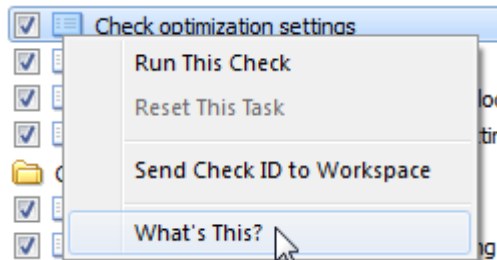 Check optimization settings
Run This Check
Reset This Task
Send Check ID to Workspace
What's This?